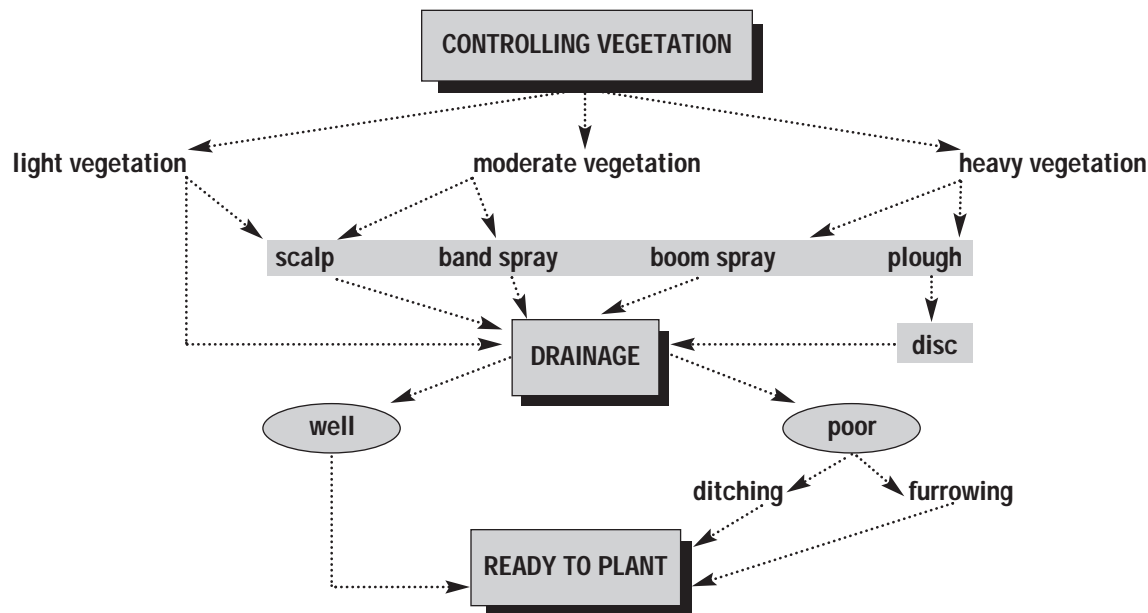 CONTROLLING VEGETATION
light vegetation
moderate vegetation
heavy vegetation
scalp
band spray
boom spray
plough
disc
DRAINAGE
well
poor
ditching
furrowing
READY TO PLANT